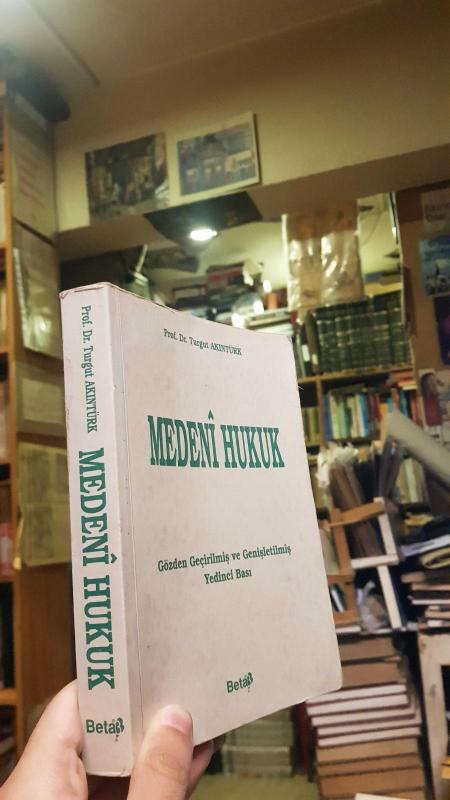 Prof. Dr. Turgut AKINTÜRK
MEDENÎ HUKUK
Beta
Prof. Dr. Turgut AKINTÜRK
MEDENÎ HUKUK
Gözden Geçirilmiş ve Genişletilmiş
Yedinci Bası
Beta